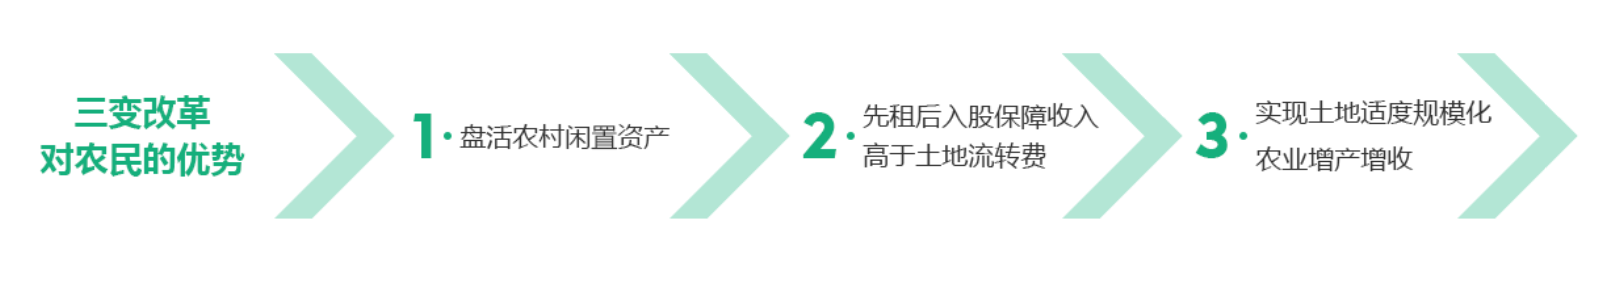 三变改革
对农民的优势
1·盘活农村闲置资产
2·先租后入股保障收入
高于土地流转费
3·实现土地适度规模化
农业增产增收